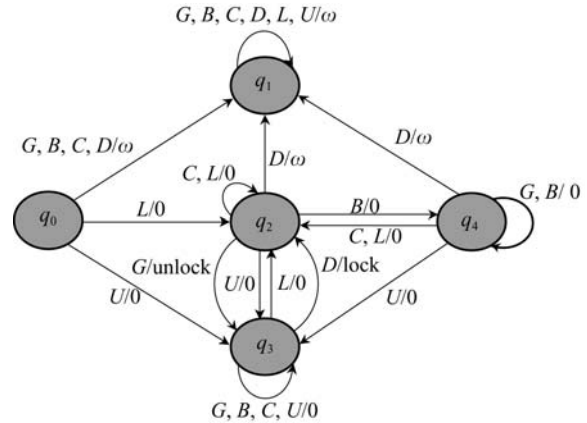 G, B, C, D, L, U/ω
q₁
G, B, C, D/ω
D/ω
D/ω
C, L/0
G, B/ 0
q₀
L/0
q₂
B/0
C, L/0
q₄
G/unlock
U/0
L/0
D/lock
U/0
U/0
q₃
G, B, C, U/0